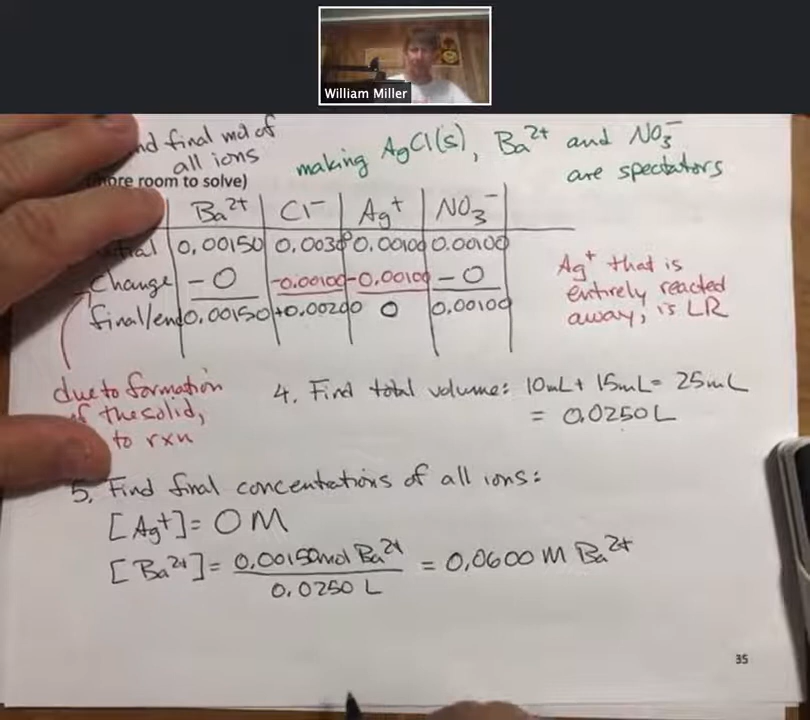 William Miller
nd final mol of
all ions
making AgCl(s), Ba²⁺ and NO₃⁻
are spectators
more room to solve)
Ba²⁺ Cl⁻ Ag⁺ NO₃⁻
0.00150 0.00300 0.00100 0.00100
Change -0 -0.00100 -0.00100 -0
final/end 0.00150 +0.00200 0 0.00100
Ag⁺ that is
entirely reacted
away, is LR
due to formation
of the solid,
to rxn
4. Find total volume: 10mL + 15mL = 25mL
= 0.0250 L
5. Find final concentrations of all ions:
[Ag⁺] = 0 M
[Ba²⁺] = 0.00150mol Ba²⁺ = 0.0600 M Ba²⁺
0.0250 L
35